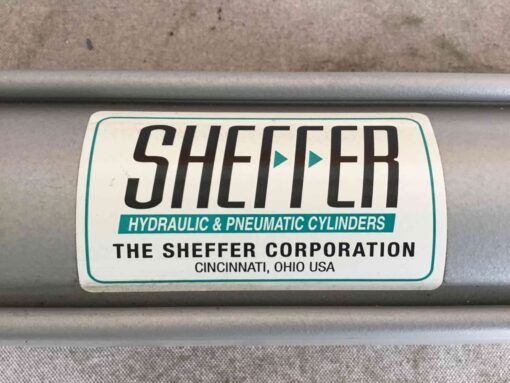 SHEFFER
HYDRAULIC & PNEUMATIC CYLINDERS
THE SHEFFER CORPORATION
CINCINNATI, OHIO USA